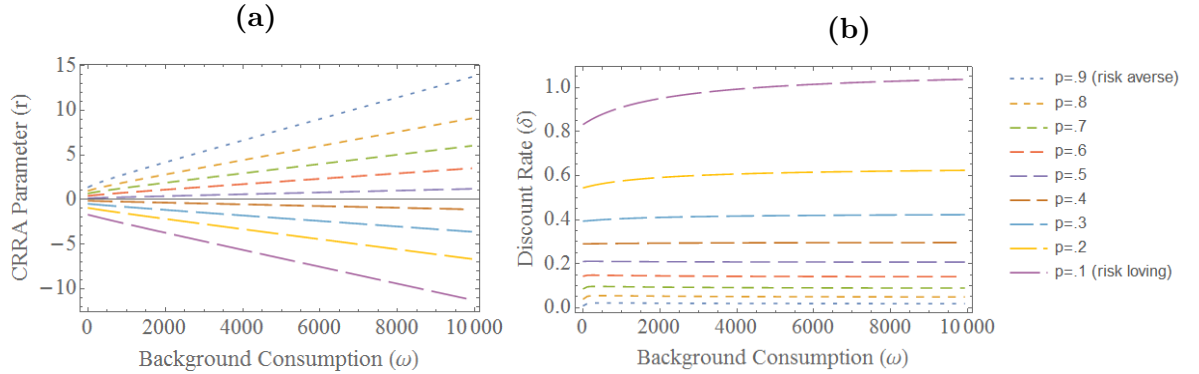 (a)
(b)
CRRA Parameter (r)
15
10
5
0
−5
−10
0
2000
4000
6000
8000
10 000
Background Consumption (ω)
Discount Rate (δ)
1.0
0.8
0.6
0.4
0.2
0.0
0
2000
4000
6000
8000
10 000
Background Consumption (ω)
p=.9 (risk averse)
p=.8
p=.7
p=.6
p=.5
p=.4
p=.3
p=.2
p=.1 (risk loving)